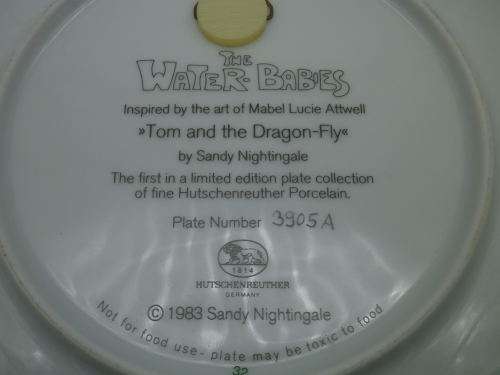 THE
WATER-BABIES
Inspired by the art of Mabel Lucie Attwell
»Tom and the Dragon-Fly«
by Sandy Nightingale
The first in a limited edition plate collection
of fine Hutschenreuther Porcelain.
Plate Number 3905A
1814
HUTSCHENREUTHER
GERMANY
© 1983 Sandy Nightingale
Not for food use - plate may be toxic to food
32